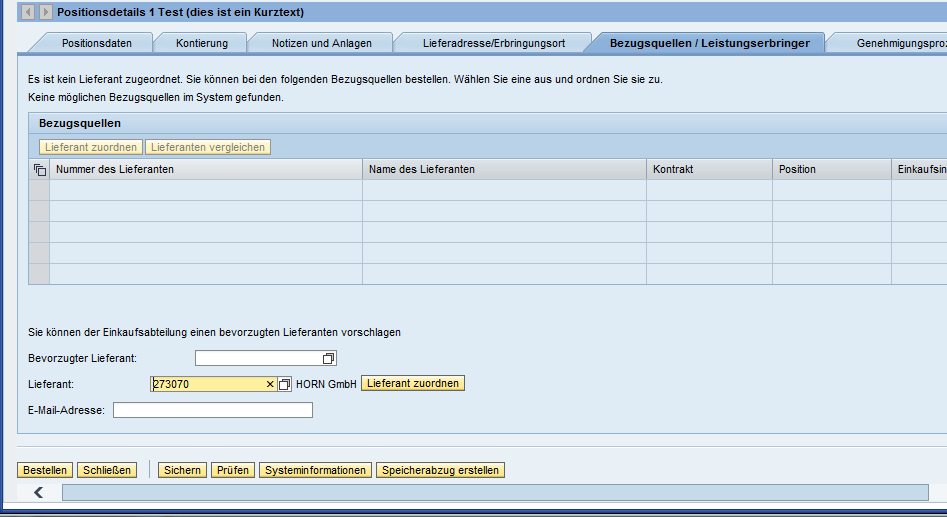 Positionsdetails 1 Test (dies ist ein Kurztext)
Positionsdaten Kontierung Notizen und Anlagen Lieferadresse/Erbringungsort Bezugsquellen / Leistungserbringer Genehmigungsproz
Es ist kein Lieferant zugeordnet. Sie können bei den folgenden Bezugsquellen bestellen. Wählen Sie eine aus und ordnen Sie sie zu.
Keine möglichen Bezugsquellen im System gefunden.
Bezugsquellen
Lieferant zuordnen Lieferanten vergleichen
Nummer des Lieferanten Name des Lieferanten Kontrakt Position Einkaufsin
Sie können der Einkaufsabteilung einen bevorzugten Lieferanten vorschlagen
Bevorzugter Lieferant:
Lieferant: 273070 HORN GmbH Lieferant zuordnen
E-Mail-Adresse:
Bestellen Schließen Sichern Prüfen Systeminformationen Speicherabzug erstellen